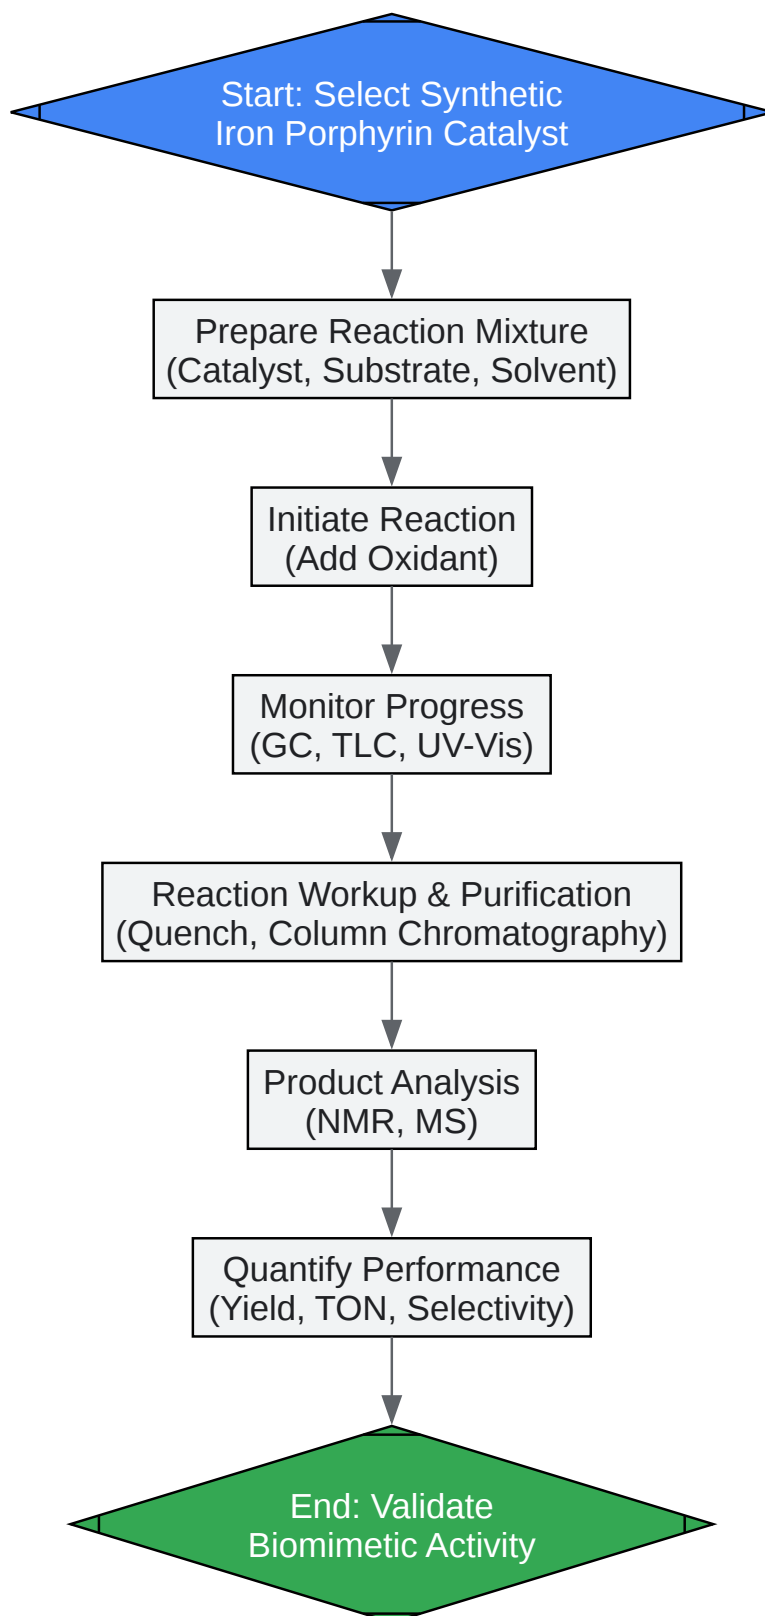 Start: Select Synthetic
Iron Porphyrin Catalyst
Prepare Reaction Mixture
(Catalyst, Substrate, Solvent)
Initiate Reaction
(Add Oxidant)
Monitor Progress
(GC, TLC, UV-Vis)
Reaction Workup & Purification
(Quench, Column Chromatography)
Product Analysis
(NMR, MS)
Quantify Performance
(Yield, TON, Selectivity)
End: Validate
Biomimetic Activity